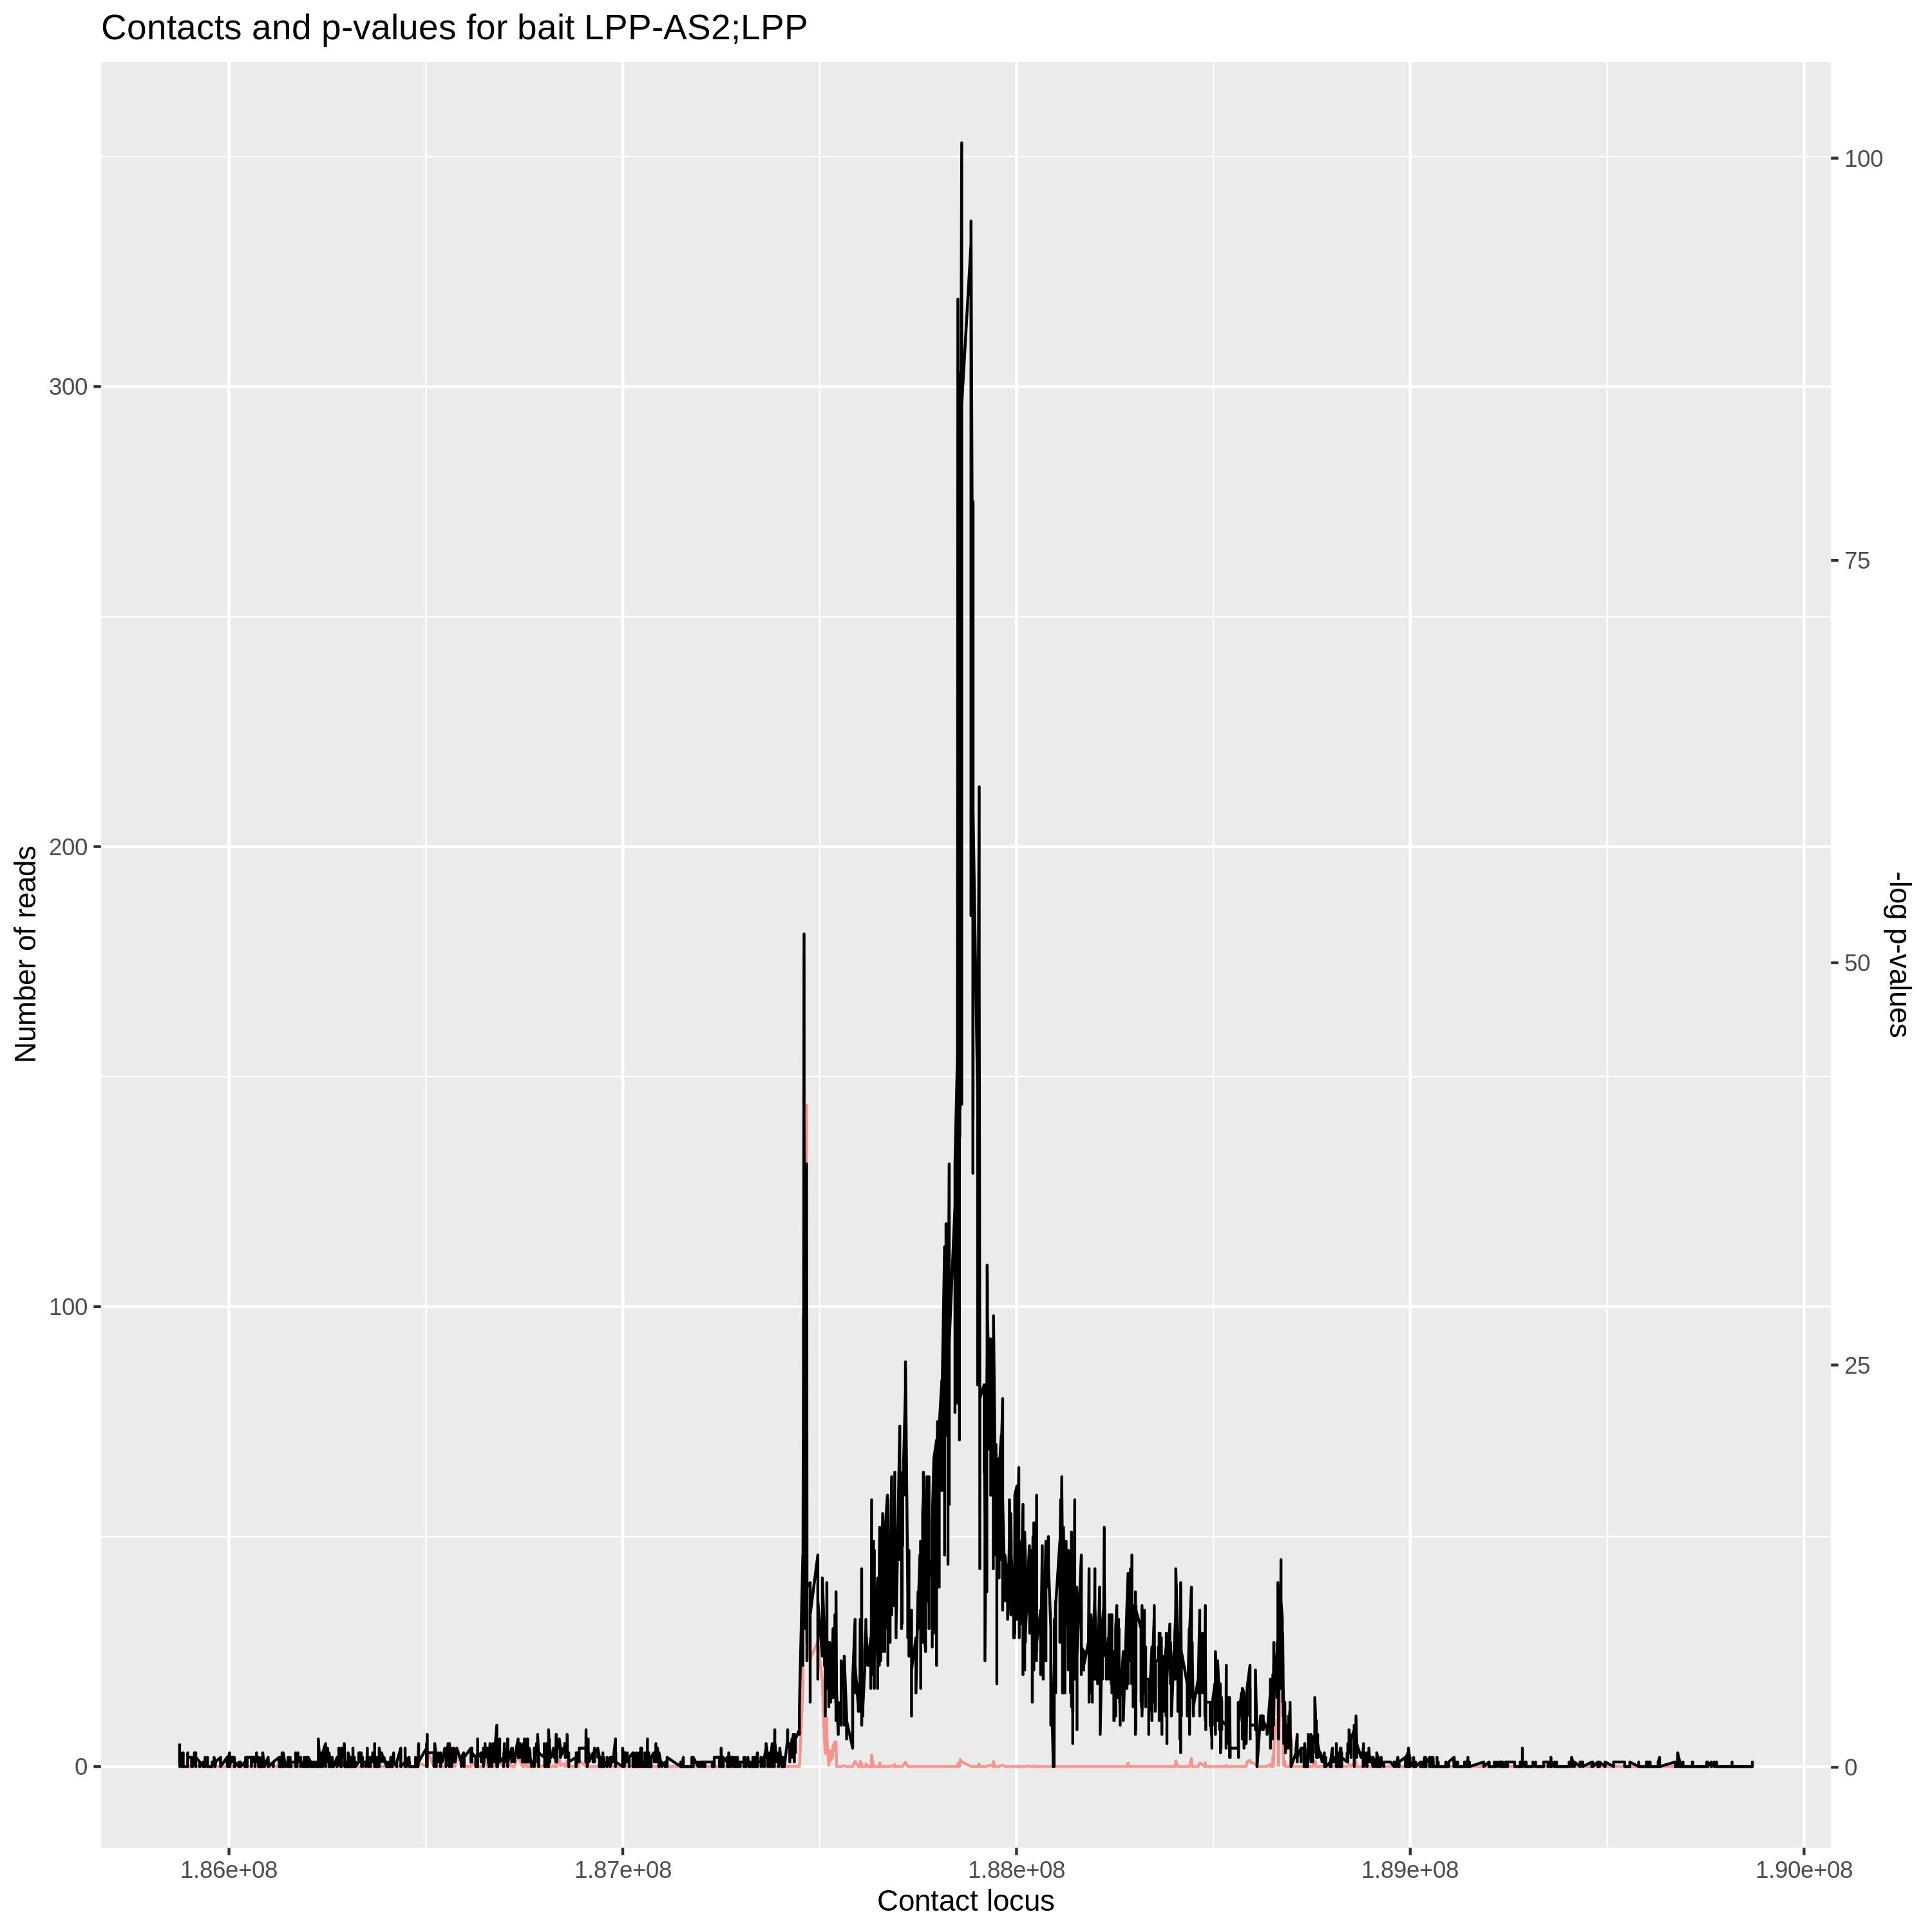 Contacts and p-values for bait LPP-AS2;LPP
Number of reads
300
200
100
0
100
75
50
25
0
-log p-values
1.86e+08
1.87e+08
1.88e+08
1.89e+08
1.90e+08
Contact locus